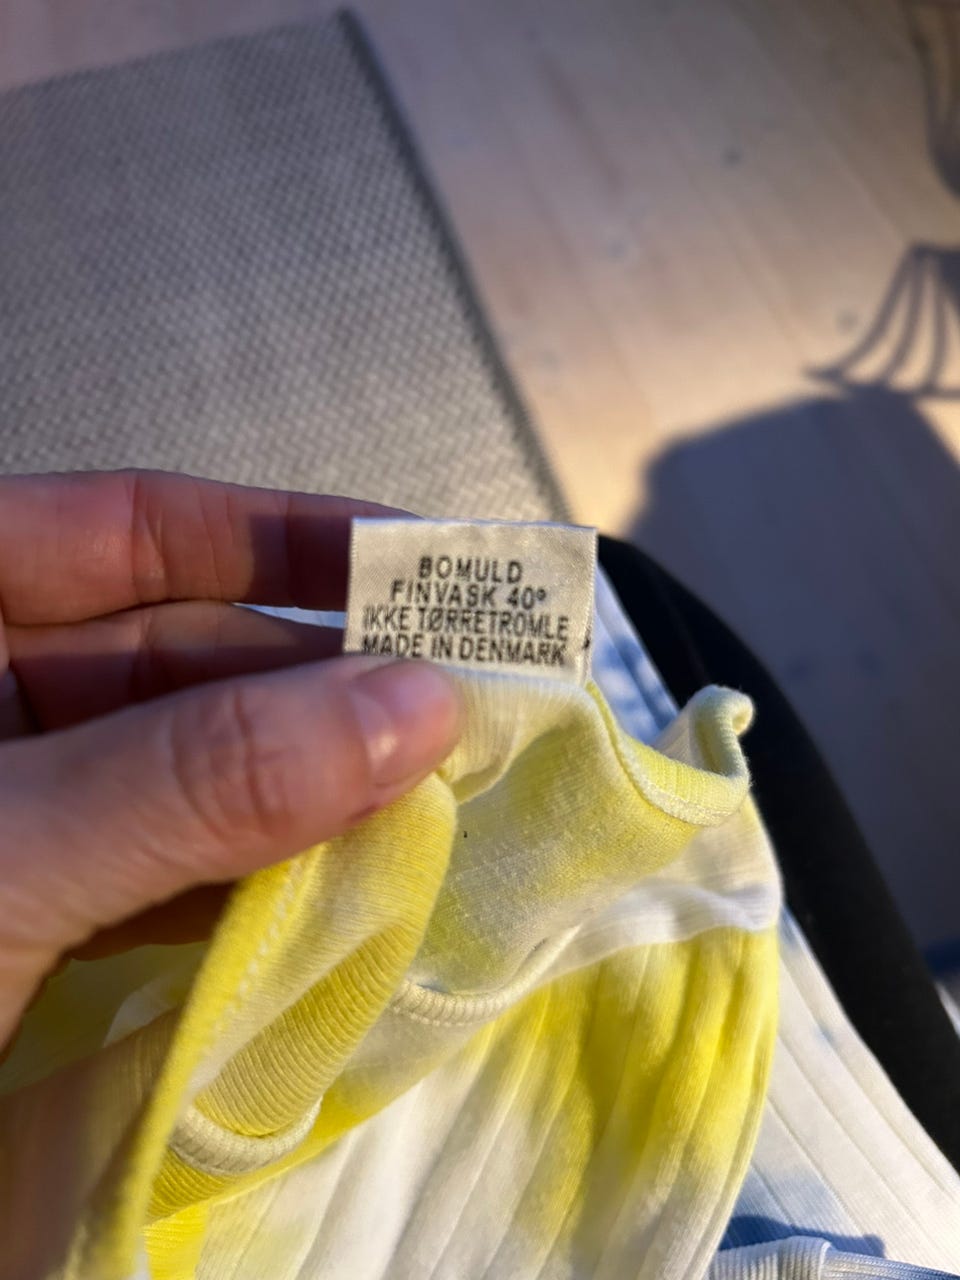 BOMULD
FINVASK 40°
IKKE TØRRETROMLE
MADE IN DENMARK